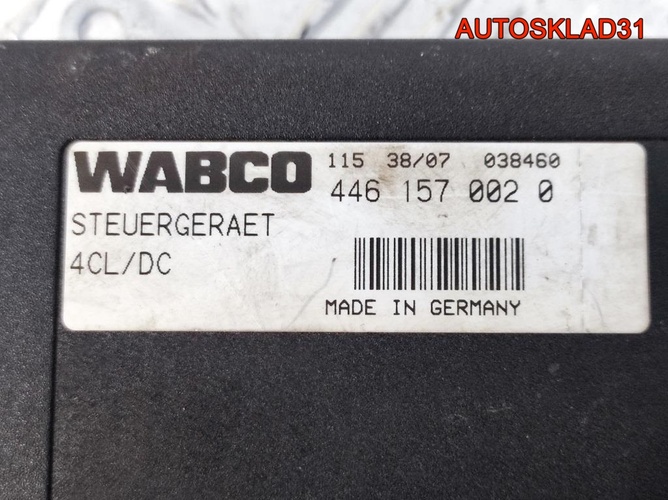 AUTOSKLAD31
WABCO 115 38/07 038460
446 157 002 0
STEUERGERAET
4CL/DC
MADE IN GERMANY